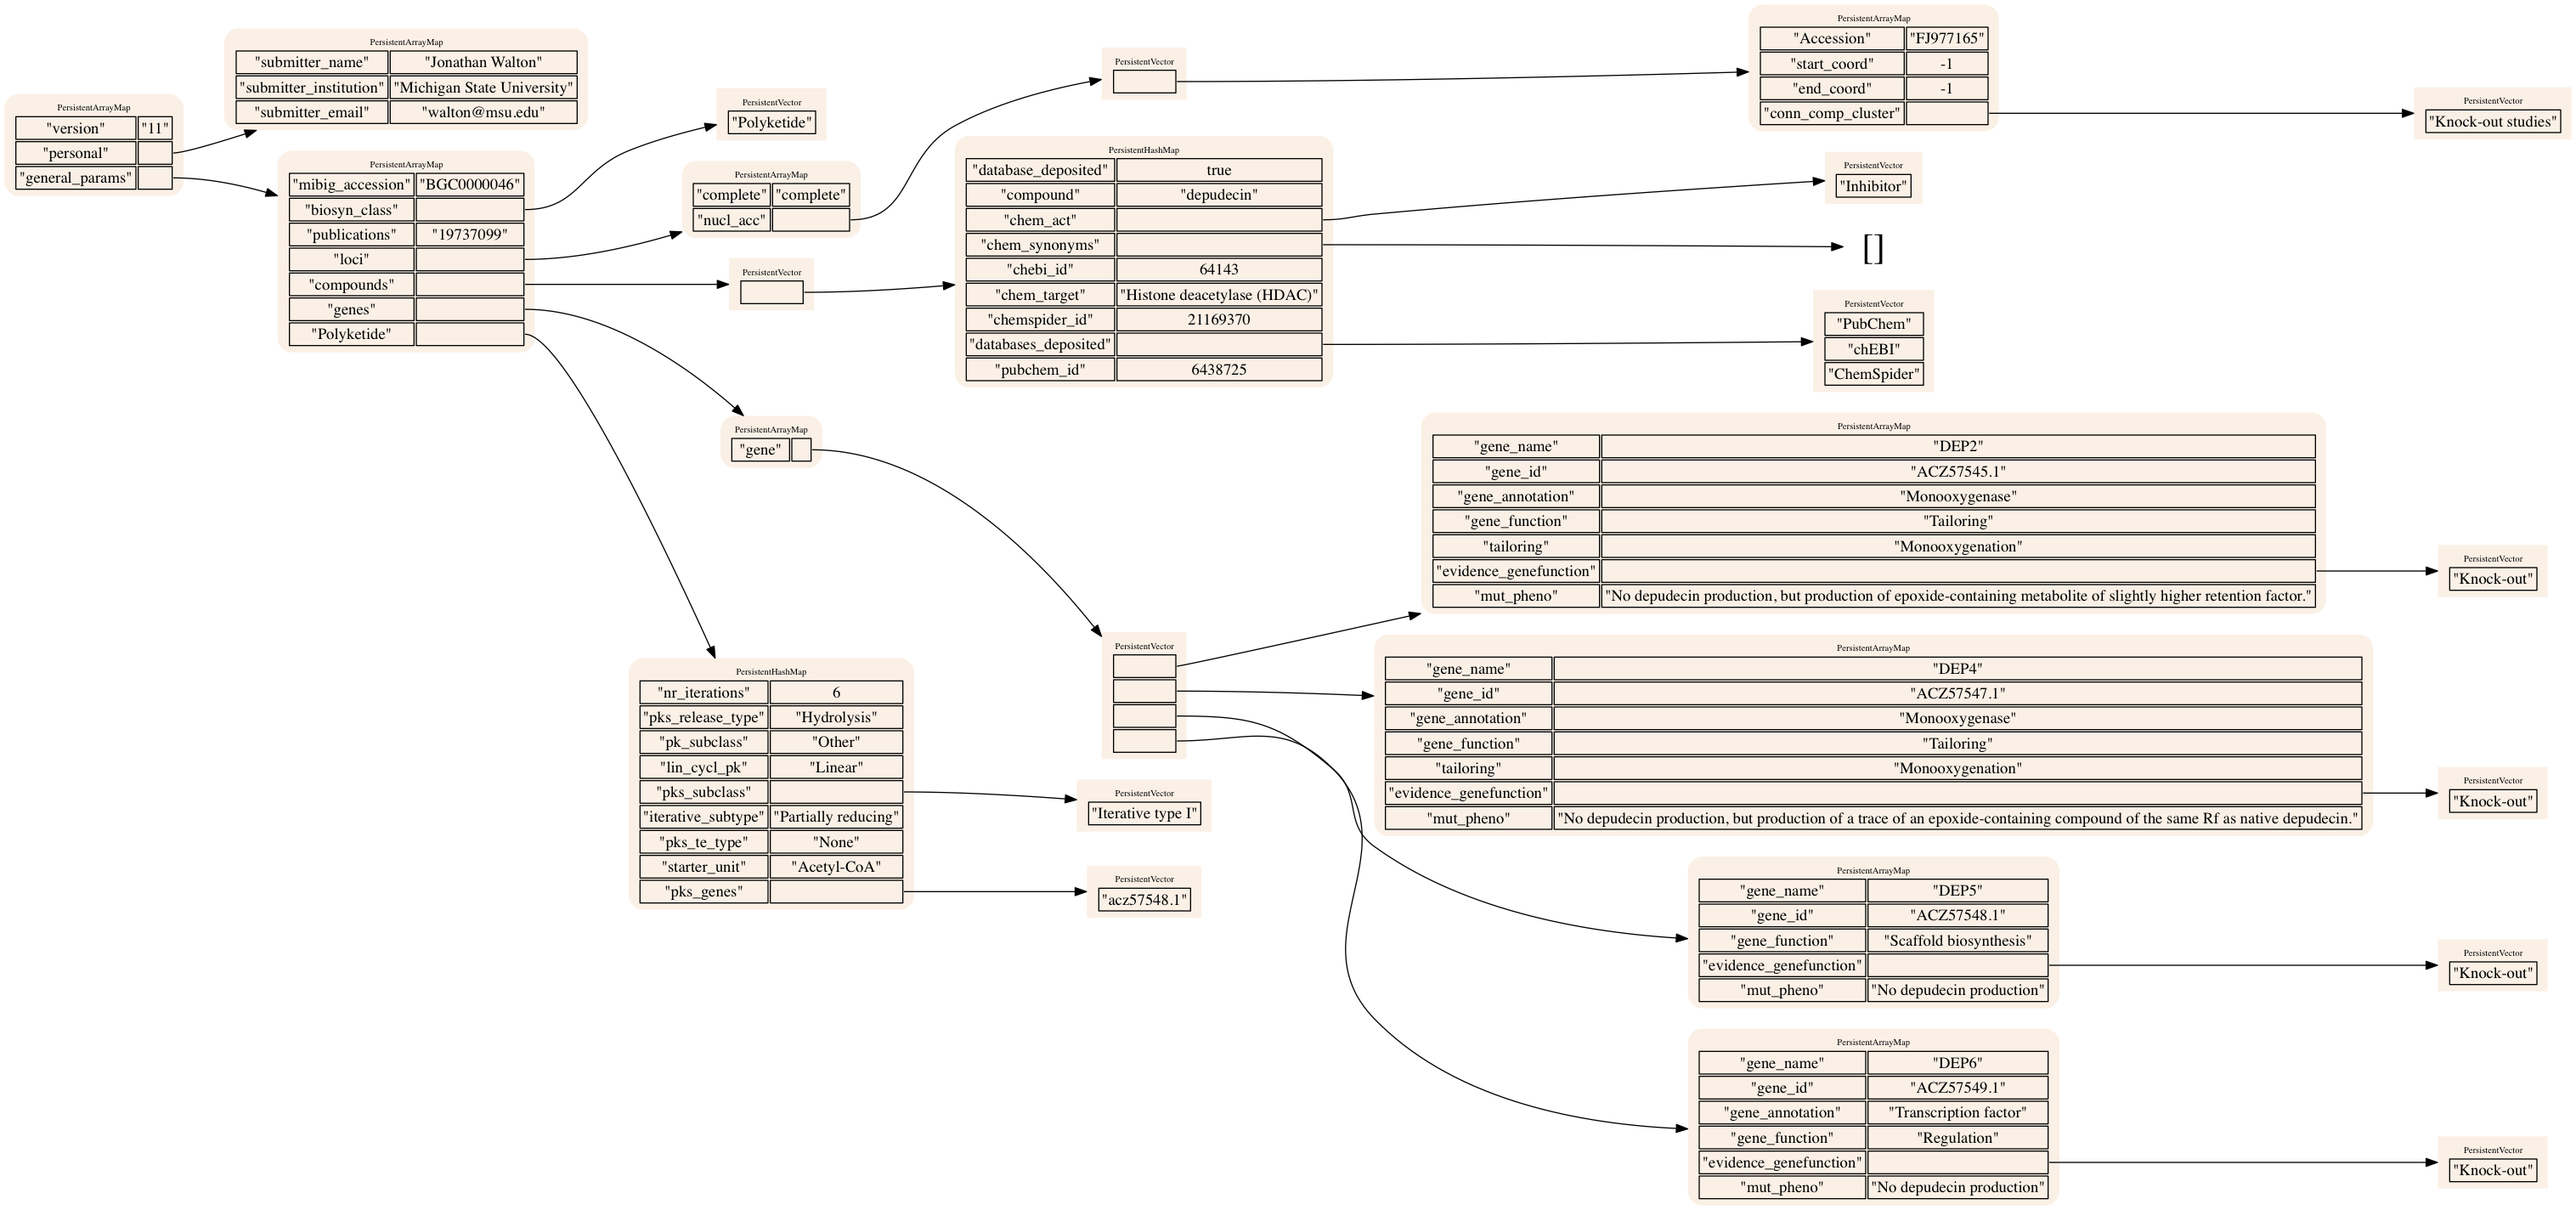 PersistentArrayMap
"version" "11"
"personal"
"general_params"
PersistentArrayMap
"submitter_name" "Jonathan Walton"
"submitter_institution" "Michigan State University"
"submitter_email" "walton@msu.edu"
PersistentArrayMap
"mibig_accession" "BGC0000046"
"biosyn_class"
"publications" "19737099"
"loci"
"compounds"
"genes"
"Polyketide"
PersistentVector
"Polyketide"
PersistentArrayMap
"complete" "complete"
"nucl_acc"
PersistentVector
PersistentArrayMap
"gene"
PersistentHashMap
"nr_iterations" 6
"pks_release_type" "Hydrolysis"
"pk_subclass" "Other"
"lin_cycl_pk" "Linear"
"pks_subclass"
"iterative_subtype" "Partially reducing"
"pks_te_type" "None"
"starter_unit" "Acetyl-CoA"
"pks_genes"
PersistentVector
PersistentHashMap
"database_deposited" true
"compound" "depudecin"
"chem_act"
"chem_synonyms"
"chebi_id" 64143
"chem_target" "Histone deacetylase (HDAC)"
"chemspider_id" 21169370
"databases_deposited"
"pubchem_id" 6438725
PersistentVector
PersistentVector
"Iterative type I"
PersistentVector
"acz57548.1"
PersistentArrayMap
"Accession" "FJ977165"
"start_coord" -1
"end_coord" -1
"conn_comp_cluster"
PersistentVector
"Knock-out studies"
PersistentVector
"Inhibitor"
[]
PersistentVector
"PubChem"
"chEBI"
"ChemSpider"
PersistentArrayMap
"gene_name" "DEP2"
"gene_id" "ACZ57545.1"
"gene_annotation" "Monooxygenase"
"gene_function" "Tailoring"
"tailoring" "Monooxygenation"
"evidence_genefunction"
"mut_pheno" "No depudecin production, but production of epoxide-containing metabolite of slightly higher retention factor."
PersistentVector
"Knock-out"
PersistentArrayMap
"gene_name" "DEP4"
"gene_id" "ACZ57547.1"
"gene_annotation" "Monooxygenase"
"gene_function" "Tailoring"
"tailoring" "Monooxygenation"
"evidence_genefunction"
"mut_pheno" "No depudecin production, but production of a trace of an epoxide-containing compound of the same Rf as native depudecin."
PersistentVector
"Knock-out"
PersistentArrayMap
"gene_name" "DEP5"
"gene_id" "ACZ57548.1"
"gene_function" "Scaffold biosynthesis"
"evidence_genefunction"
"mut_pheno" "No depudecin production"
PersistentVector
"Knock-out"
PersistentArrayMap
"gene_name" "DEP6"
"gene_id" "ACZ57549.1"
"gene_annotation" "Transcription factor"
"gene_function" "Regulation"
"evidence_genefunction"
"mut_pheno" "No depudecin production"
PersistentVector
"Knock-out"